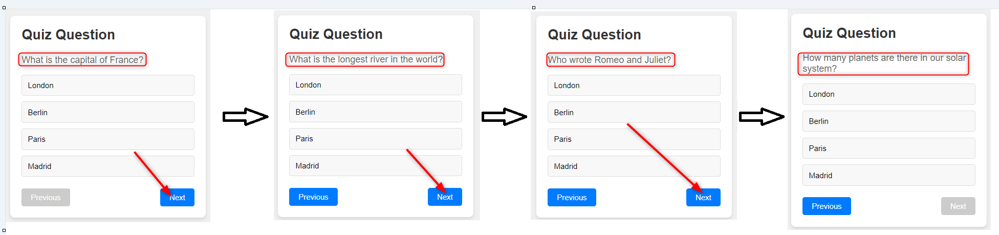 Quiz Question
What is the capital of France?
London
Berlin
Paris
Madrid
Previous
Next
Quiz Question
What is the longest river in the world?
London
Berlin
Paris
Madrid
Previous
Next
Quiz Question
Who wrote Romeo and Juliet?
London
Berlin
Paris
Madrid
Previous
Next
Quiz Question
How many planets are there in our solar
system?
London
Berlin
Paris
Madrid
Previous
Next